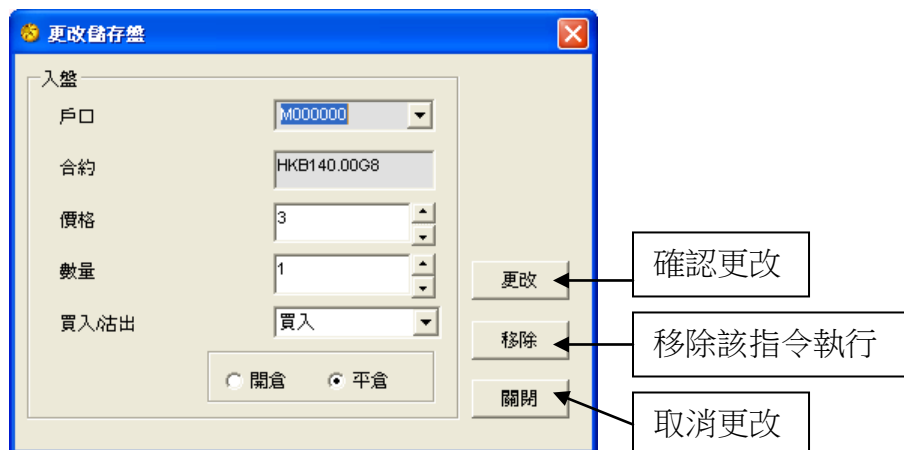 更改儲存盤
入盤
戶口 M000000
合約 HKB140.00G8
價格 3
數量 1
買入/沽出 買入
開倉 平倉
更改 確認更改
移除 移除該指令執行
關閉 取消更改